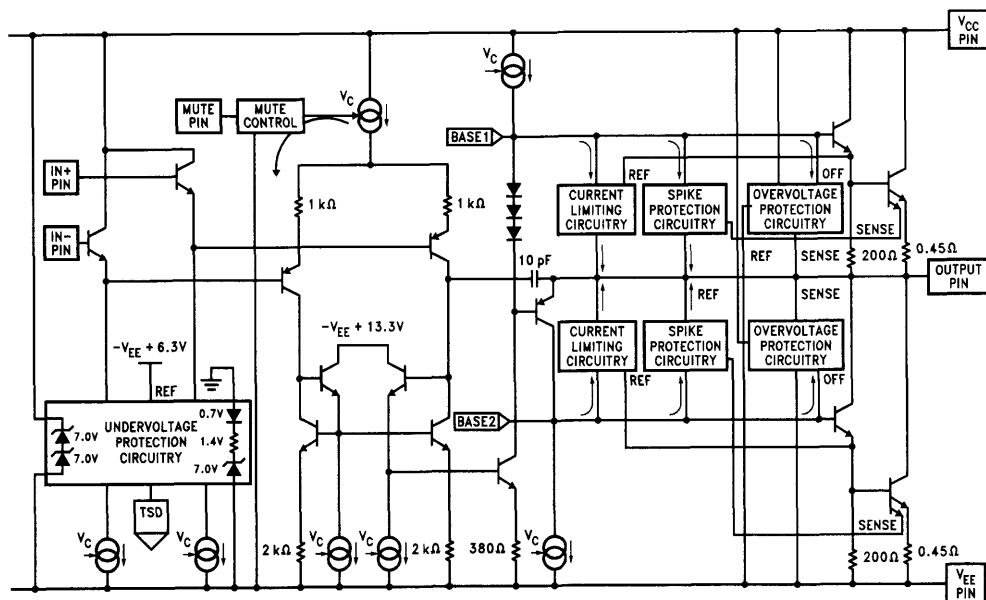 VCC
PIN
VC
VC
MUTE
PIN
MUTE
CONTROL
BASE1
IN+
PIN
IN-
PIN
1 kΩ
1 kΩ
REF
OFF
CURRENT
LIMITING
CIRCUITRY
SPIKE
PROTECTION
CIRCUITRY
OVERVOLTAGE
PROTECTION
CIRCUITRY
SENSE
REF
SENSE
200Ω
0.45Ω
10 pF
OUTPUT
PIN
REF
SENSE
-VEE + 13.3V
CURRENT
LIMITING
CIRCUITRY
SPIKE
PROTECTION
CIRCUITRY
OVERVOLTAGE
PROTECTION
CIRCUITRY
REF
OFF
-VEE + 6.3V
REF
BASE2
7.0V
7.0V
UNDERVOLTAGE
PROTECTION
CIRCUITRY
0.7V
1.4V
7.0V
TSD
SENSE
VC
VC
2 kΩ
VC
VC
2 kΩ
380Ω
VC
200Ω
0.45Ω
VEE
PIN